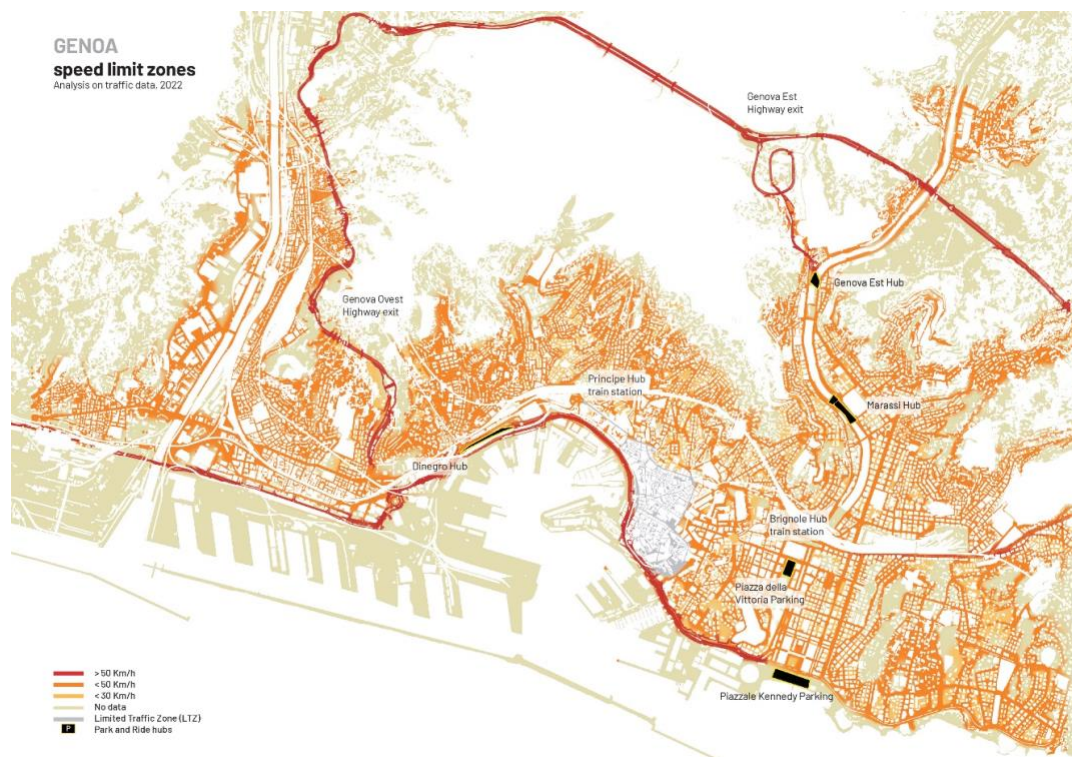 GENOA
speed limit zones
Analysis on traffic data, 2022
Genova Est
Highway exit
Genova Est Hub
Genova Ovest
Highway exit
Princípe Hub
train station
Marassi Hub
Dinegro Hub
Brignole Hub
train station
Piazza della
Vittoria Parking
Piazzale Kennedy Parking
> 50 Km/h
< 50 Km/h
< 30 Km/h
No data
Limited Traffic Zone (LTZ)
P
Park and Ride hubs